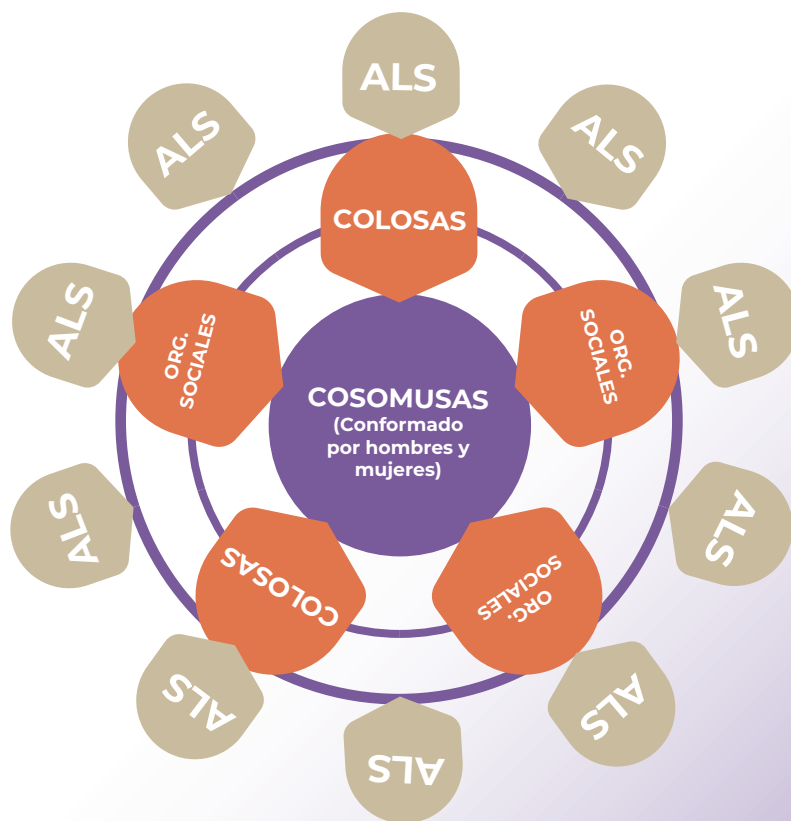 ALS
ALS
ALS
COLOSAS
ALS
ALS
ORG.
SOCIALES
ORG.
SOCIALES
COSOMUSAS
(Conformado
por hombres y
mujeres)
ALS
ALS
COLOSAS
ORG.
SOCIALES
ALS
ALS
ALS